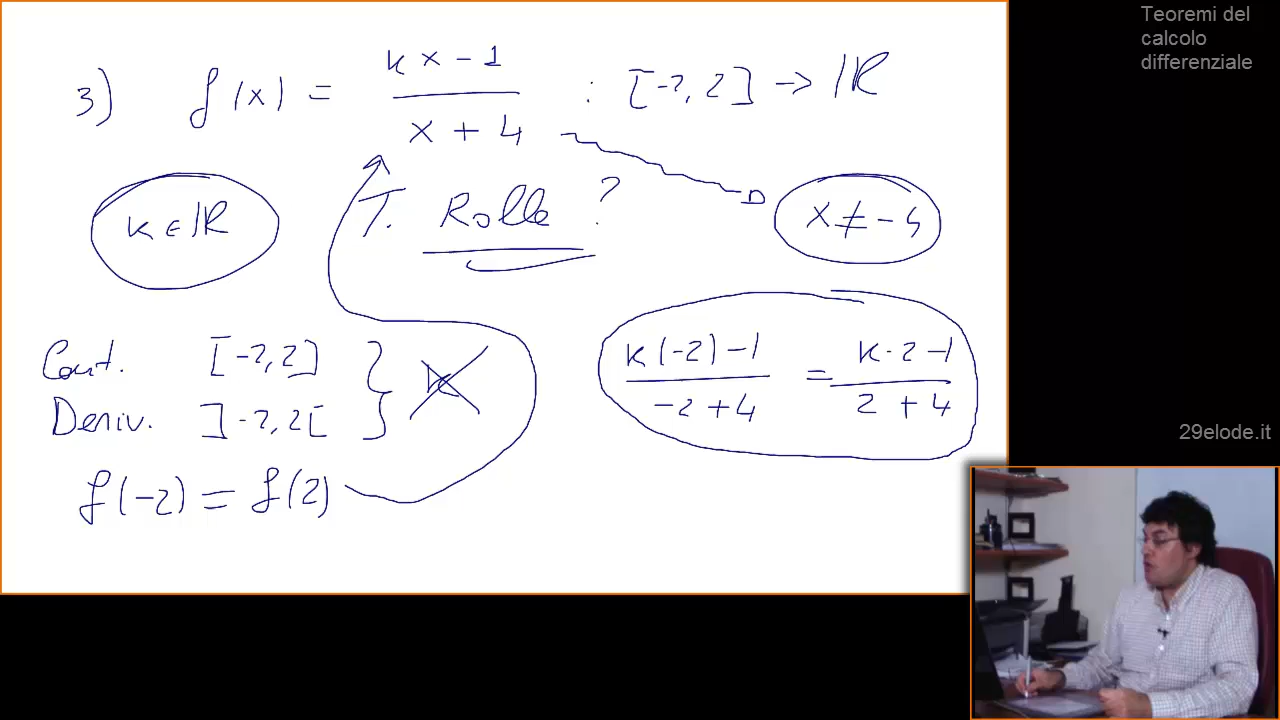 Teoremi del
calcolo
differenziale
3) f(x) = kx-1 / x+4 : [-2,2] → ℝ
k∈ℝ
T. Rolle ?
x≠-4
Cont. [-2,2]
Deriv. ]-2,2[
f(-2) = f(2)
k(-2)-1 / -2+4 = k·2-1 / 2+4
29elode.it